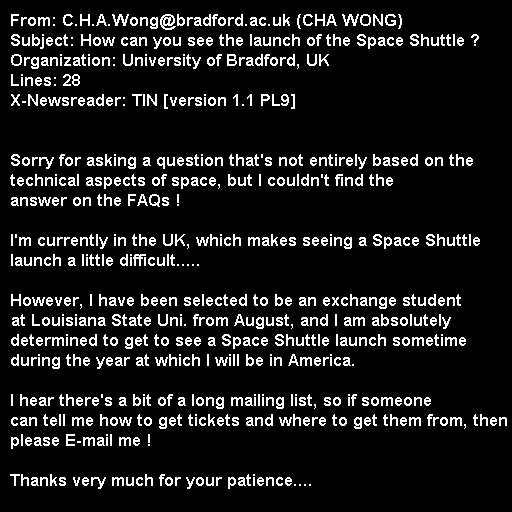 From: C.H.A.Wong@bradford.ac.uk (CHA WONG)
Subject: How can you see the launch of the Space Shuttle ?
Organization: University of Bradford, UK
Lines: 28
X-Newsreader: TIN [version 1.1 PL9]
Sorry for asking a question that's not entirely based on the
technical aspects of space, but I couldn't find the
answer on the FAQs !
I'm currently in the UK, which makes seeing a Space Shuttle
launch a little difficult.....
However, I have been selected to be an exchange student
at Louisiana State Uni. from August, and I am absolutely
determined to get to see a Space Shuttle launch sometime
during the year at which I will be in America.
I hear there's a bit of a long mailing list, so if someone
can tell me how to get tickets and where to get them from, then
please E-mail me !
Thanks very much for your patience....